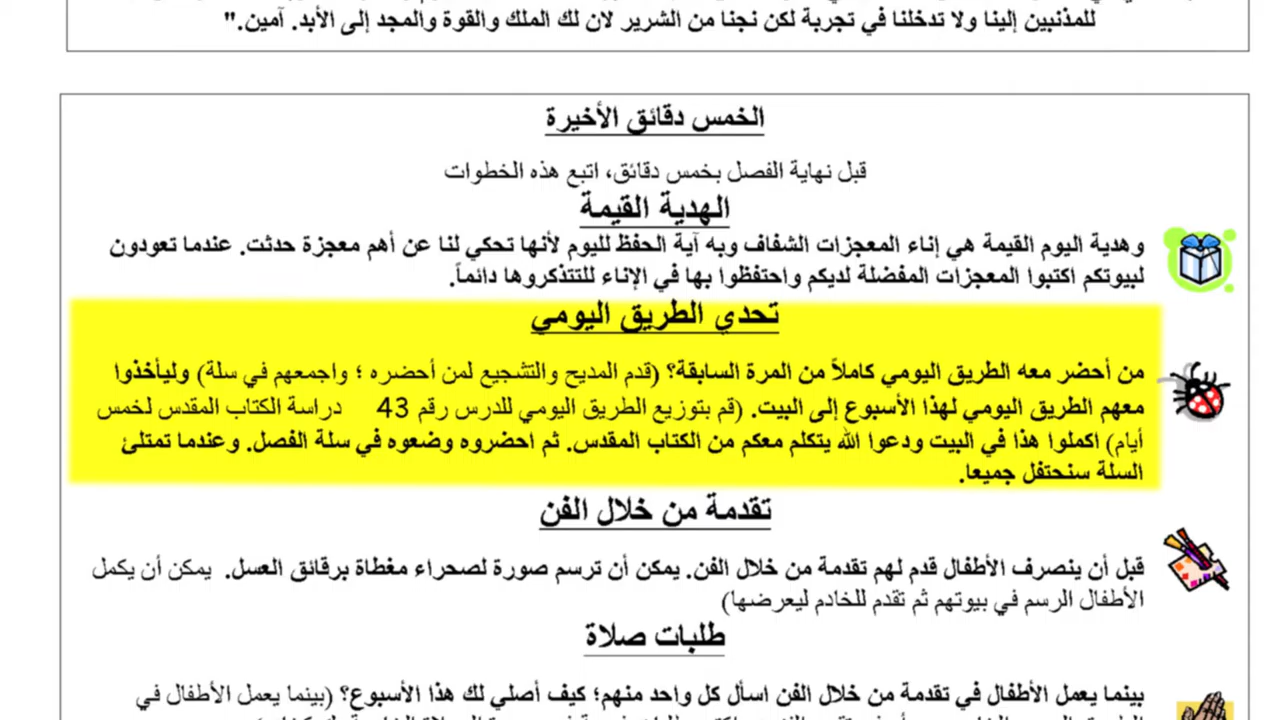 للمذنبين إلينا ولا تدخلنا في تجربة لكن نجنا من الشرير لان لك الملك والقوة والمجد إلى الأبد. آمين."
الخمس دقائق الأخيرة
قبل نهاية الفصل بخمس دقائق، اتبع هذه الخطوات
الهدية القيمة
وهدية اليوم القيمة هي إناء المعجزات الشفاف وبه آية الحفظ لليوم لأنها تحكي لنا عن أهم معجزة حدثت. عندما تعودون
لبيوتكم اكتبوا المعجزات المفضلة لديكم واحتفظوا بها في الإناء للتتذكروها دائماً.
تحدي الطريق اليومي
من أحضر معه الطريق اليومي كاملاً من المرة السابقة؟ (قدم المديح والتشجيع لمن أحضره ؛ واجمعهم في سلة) وليأخذوا
معهم الطريق اليومي لهذا الأسبوع إلى البيت. (قم بتوزيع الطريق اليومي للدرس رقم 43 دراسة الكتاب المقدس لخمس
أيام) اكملوا هذا في البيت ودعوا الله يتكلم معكم من الكتاب المقدس. ثم احضروه وضعوه في سلة الفصل. وعندما تمتلئ
السلة سنحتفل جميعا.
تقدمة من خلال الفن
قبل أن ينصرف الأطفال قدم لهم تقدمة من خلال الفن. يمكن أن ترسم صورة لصحراء مغطاة برقائق العسل. يمكن أن يكمل
الأطفال الرسم في بيوتهم ثم تقدم للخادم ليعرضها)
طلبات صلاة
بينما يعمل الأطفال في تقدمة من خلال الفن اسأل كل واحد منهم؛ كيف أصلي لك هذا الأسبوع؟ (بينما يعمل الأطفال في